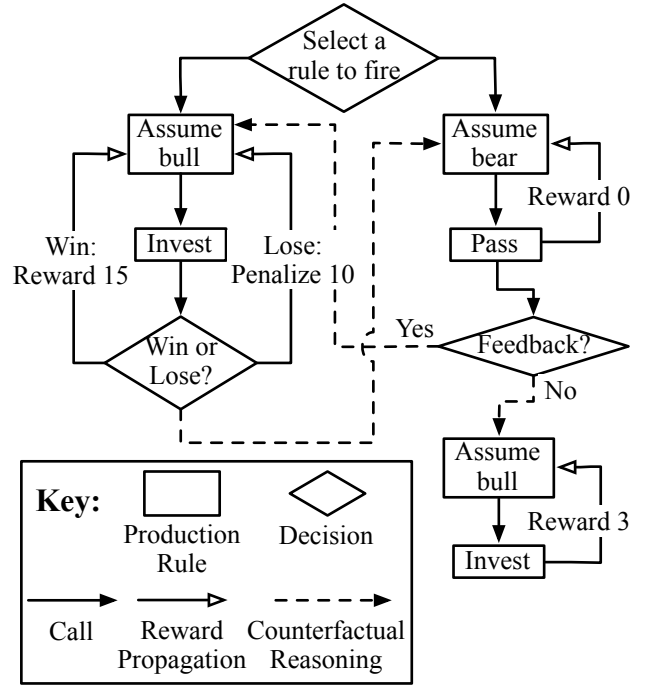 Select a
rule to fire
Assume
bull
Assume
bear
Reward 0
Invest
Pass
Win:
Reward 15
Lose:
Penalize 10
Win or
Lose?
Yes
Feedback?
No
Assume
bull
Reward 3
Invest
Key:
Production
Rule
Decision
Call
Reward
Propagation
Counterfactual
Reasoning